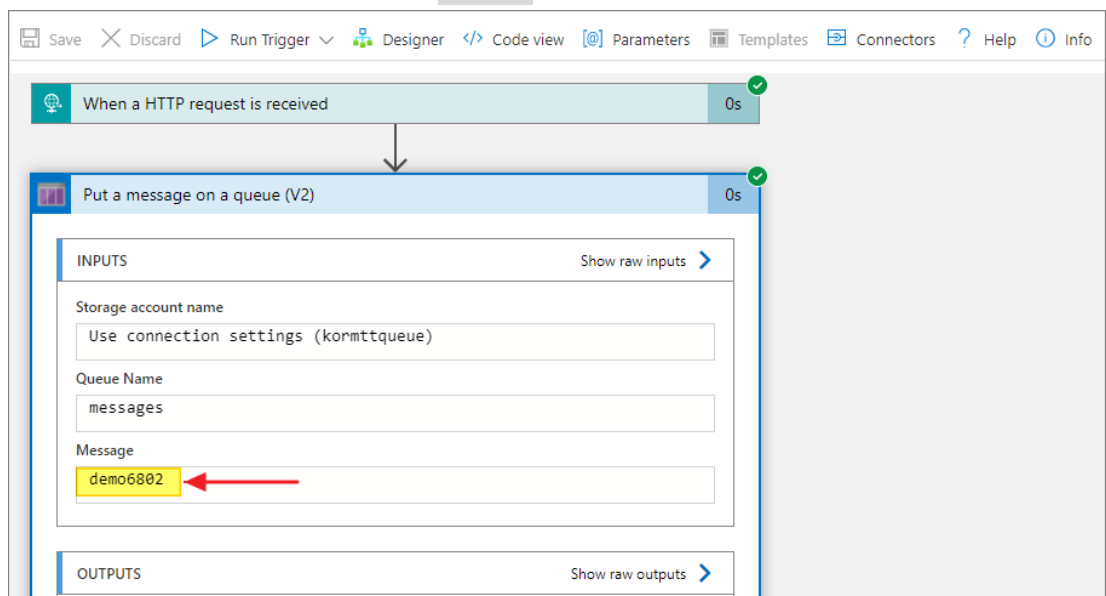 Save Discard Run Trigger Designer </> Code view [@] Parameters Templates Connectors ? Help Info
When a HTTP request is received 0s
Put a message on a queue (V2) 0s
INPUTS Show raw inputs
Storage account name
Use connection settings (kormttqueue)
Queue Name
messages
Message
demo6802
OUTPUTS Show raw outputs